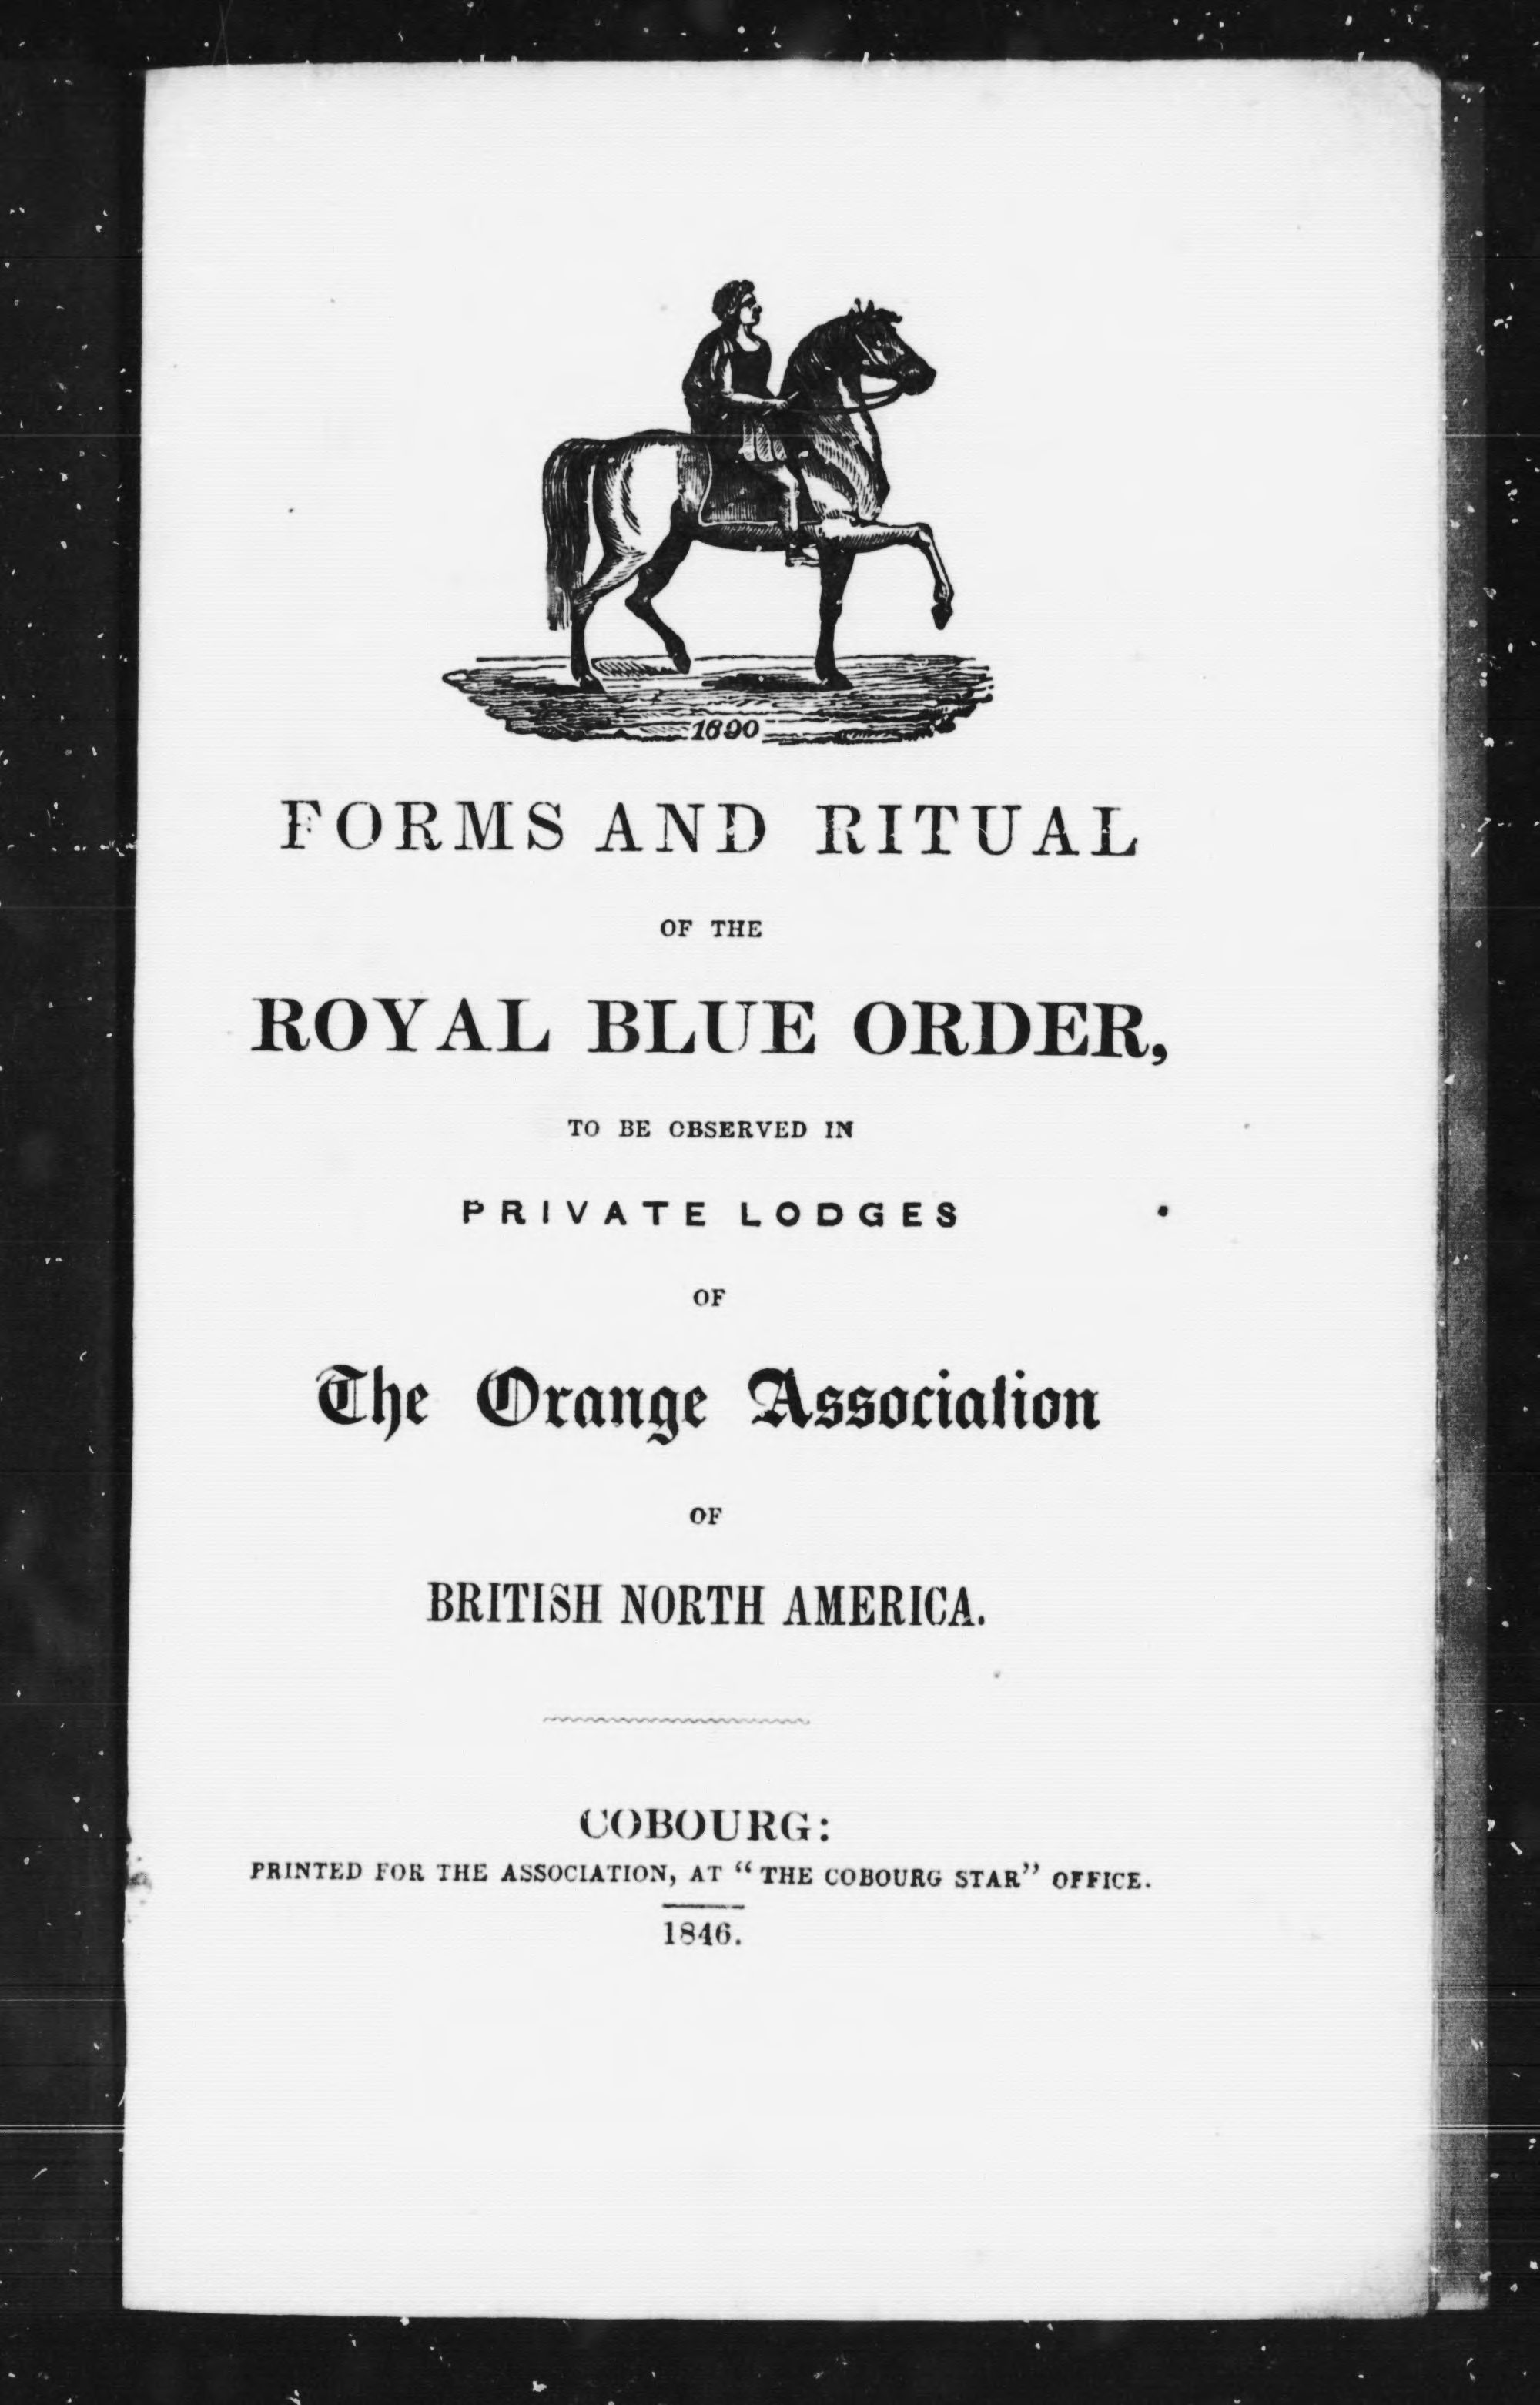 1690
FORMS AND RITUAL
OF THE
ROYAL BLUE ORDER,
TO BE OBSERVED IN
PRIVATE LODGES
OF
The Orange Association
OF
BRITISH NORTH AMERICA.
COBOURG:
PRINTED FOR THE ASSOCIATION, AT “THE COBOURG STAR” OFFICE.
1846.